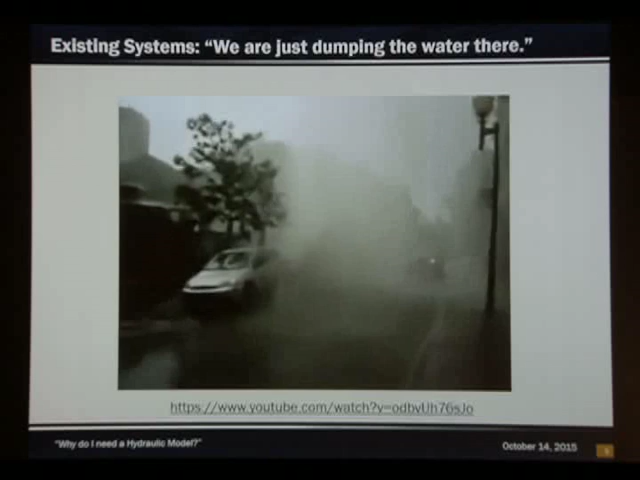 Existing Systems: “We are just dumping the water there.”
https://www.youtube.com/watch?v=odbvUh76sJo
“Why do I need a Hydraulic Model?”
October 14, 2015